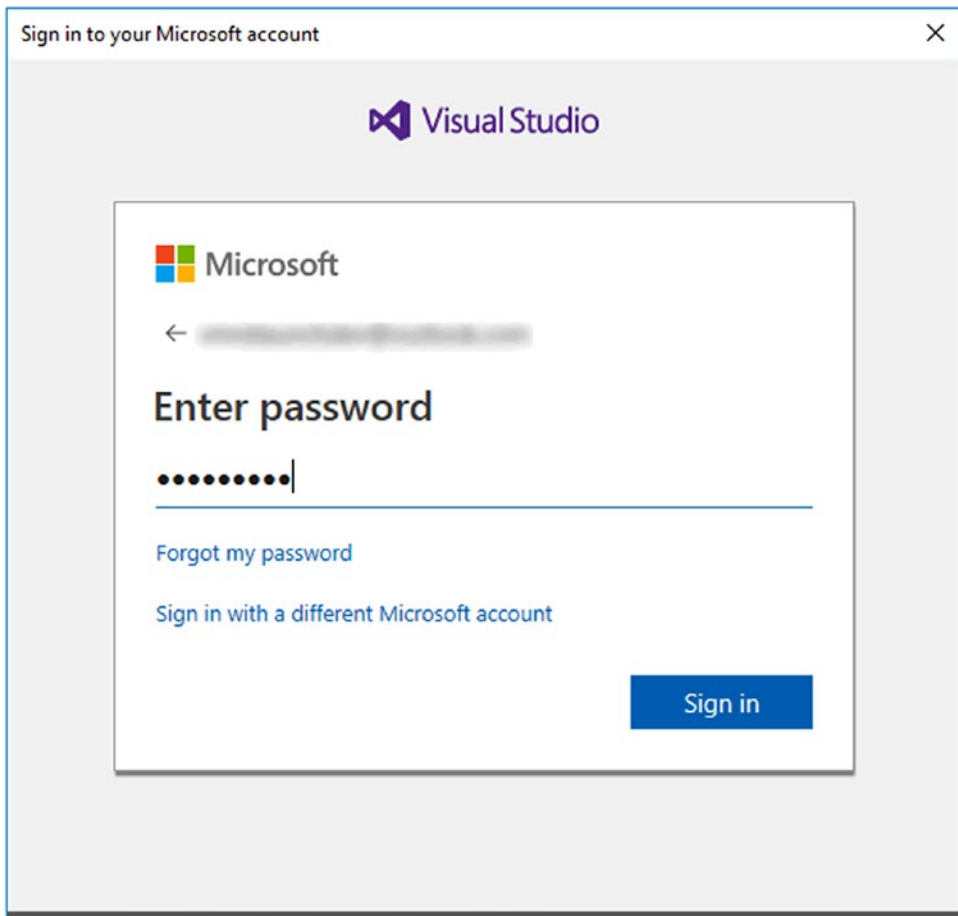 Sign in to your Microsoft account
Visual Studio
Microsoft
Enter password
Forgot my password
Sign in with a different Microsoft account
Sign in